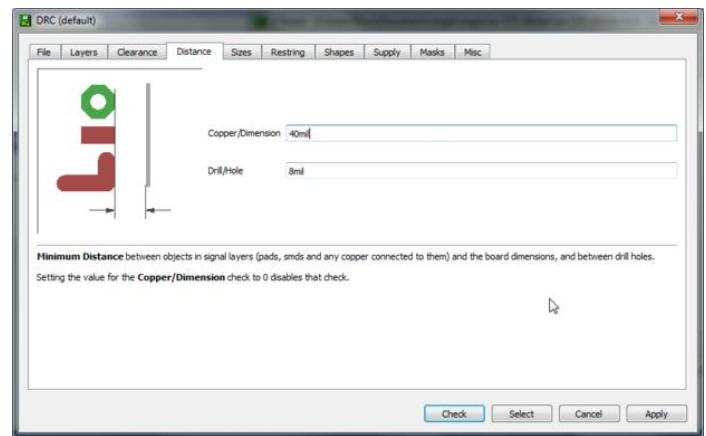 DRC (default)
File Layers Clearance Distance Sizes Restring Shapes Supply Masks Misc
Copper/Dimension 40mil
Drill/Hole 8mil
Minimum Distance between objects in signal layers (pads, smds and any copper connected to them) and the board dimensions, and between drill holes.
Setting the value for the Copper/Dimension check to 0 disables that check.
Check Select Cancel Apply